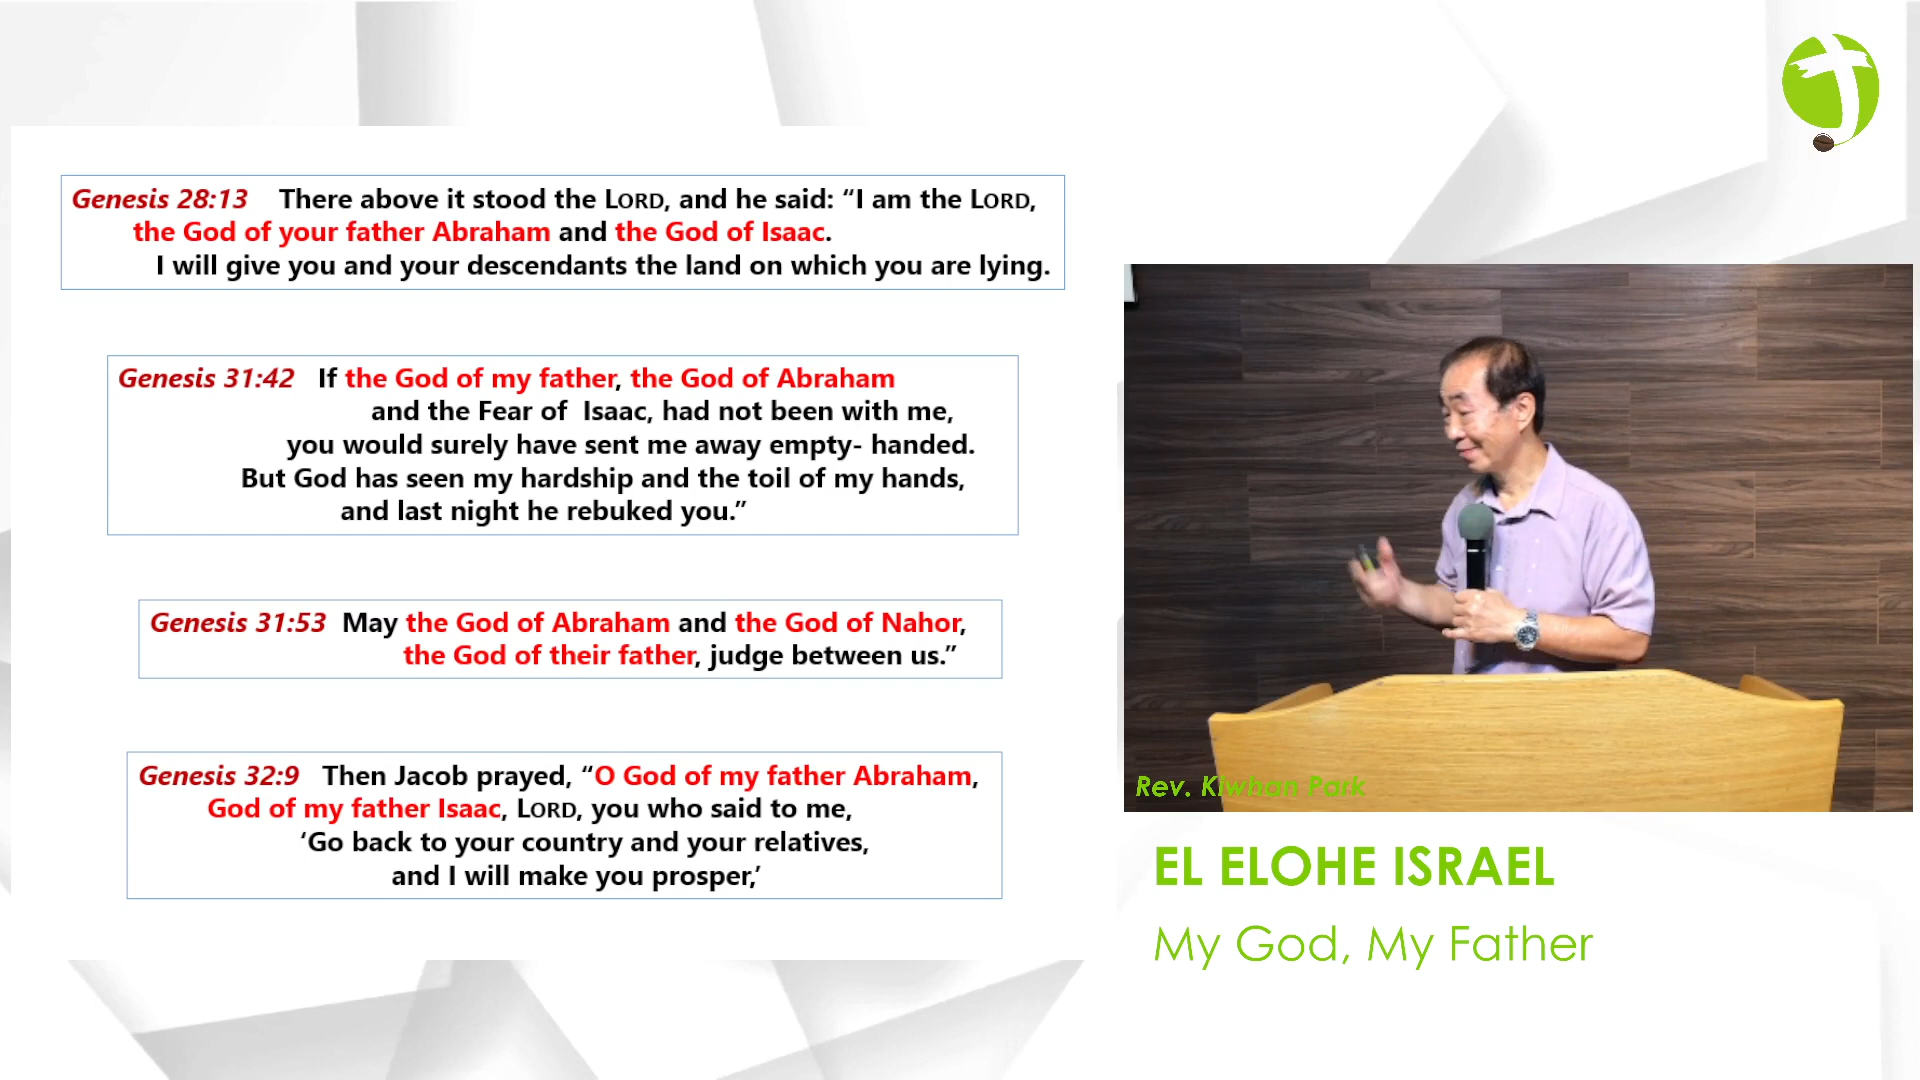 Genesis 28:13 There above it stood the LORD, and he said: “I am the LORD,
the God of your father Abraham and the God of Isaac.
I will give you and your descendants the land on which you are lying.
Genesis 31:42 If the God of my father, the God of Abraham
and the Fear of Isaac, had not been with me,
you would surely have sent me away empty- handed.
But God has seen my hardship and the toil of my hands,
and last night he rebuked you.”
Genesis 31:53 May the God of Abraham and the God of Nahor,
the God of their father, judge between us.”
Genesis 32:9 Then Jacob prayed, “O God of my father Abraham,
God of my father Isaac, LORD, you who said to me,
‘Go back to your country and your relatives,
and I will make you prosper,’
Rev. Kiwhan Park
EL ELOHE ISRAEL
My God, My Father